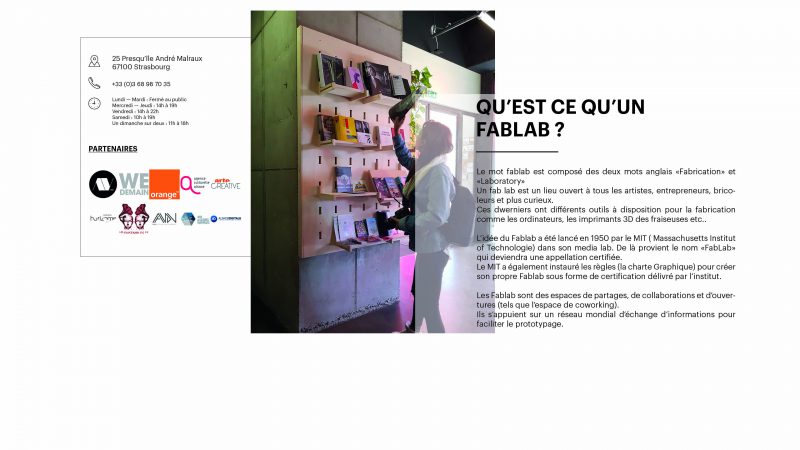 25 Presqu'île André Malraux
67100 Strasbourg
+33 (0)3 68 98 70 35
Lundi — Mardi : Fermé au public
Mercredi — Jeudi : 14h à 19h
Vendredi : 14h à 22h
Samedi : 10h à 19h
Un dimanche sur deux : 11h à 18h
PARTENAIRES
WE
DEMAIN
orange
agence
culturelle
alsace
arte
CREATIVE
QU'EST CE QU'UN
FABLAB ?
Le mot fablab est composé des deux mots anglais «Fabrication» et
«Laboratory»
Un fab lab est un lieu ouvert à tous les artistes, entrepreneurs, brico-
leurs et plus curieux.
Ces dwerniers ont différents outils à disposition pour la fabrication
comme les ordinateurs, les imprimants 3D des fraiseuses etc..
L'idée du Fablab a été lancé en 1950 par le MIT ( Massachusetts Institut
of Technologie) dans son media lab. De là provient le nom «FabLab»
qui deviendra une appellation certifiée.
Le MIT a également instauré les règles (la charte Graphique) pour créer
son propre Fablab sous forme de certification délivré par l'institut.
Les Fablab sont des espaces de partages, de collaborations et d'ouver-
tures (tels que l'espace de coworking).
Ils s'appuient sur un réseau mondial d'échange d'informations pour
faciliter le prototypage.